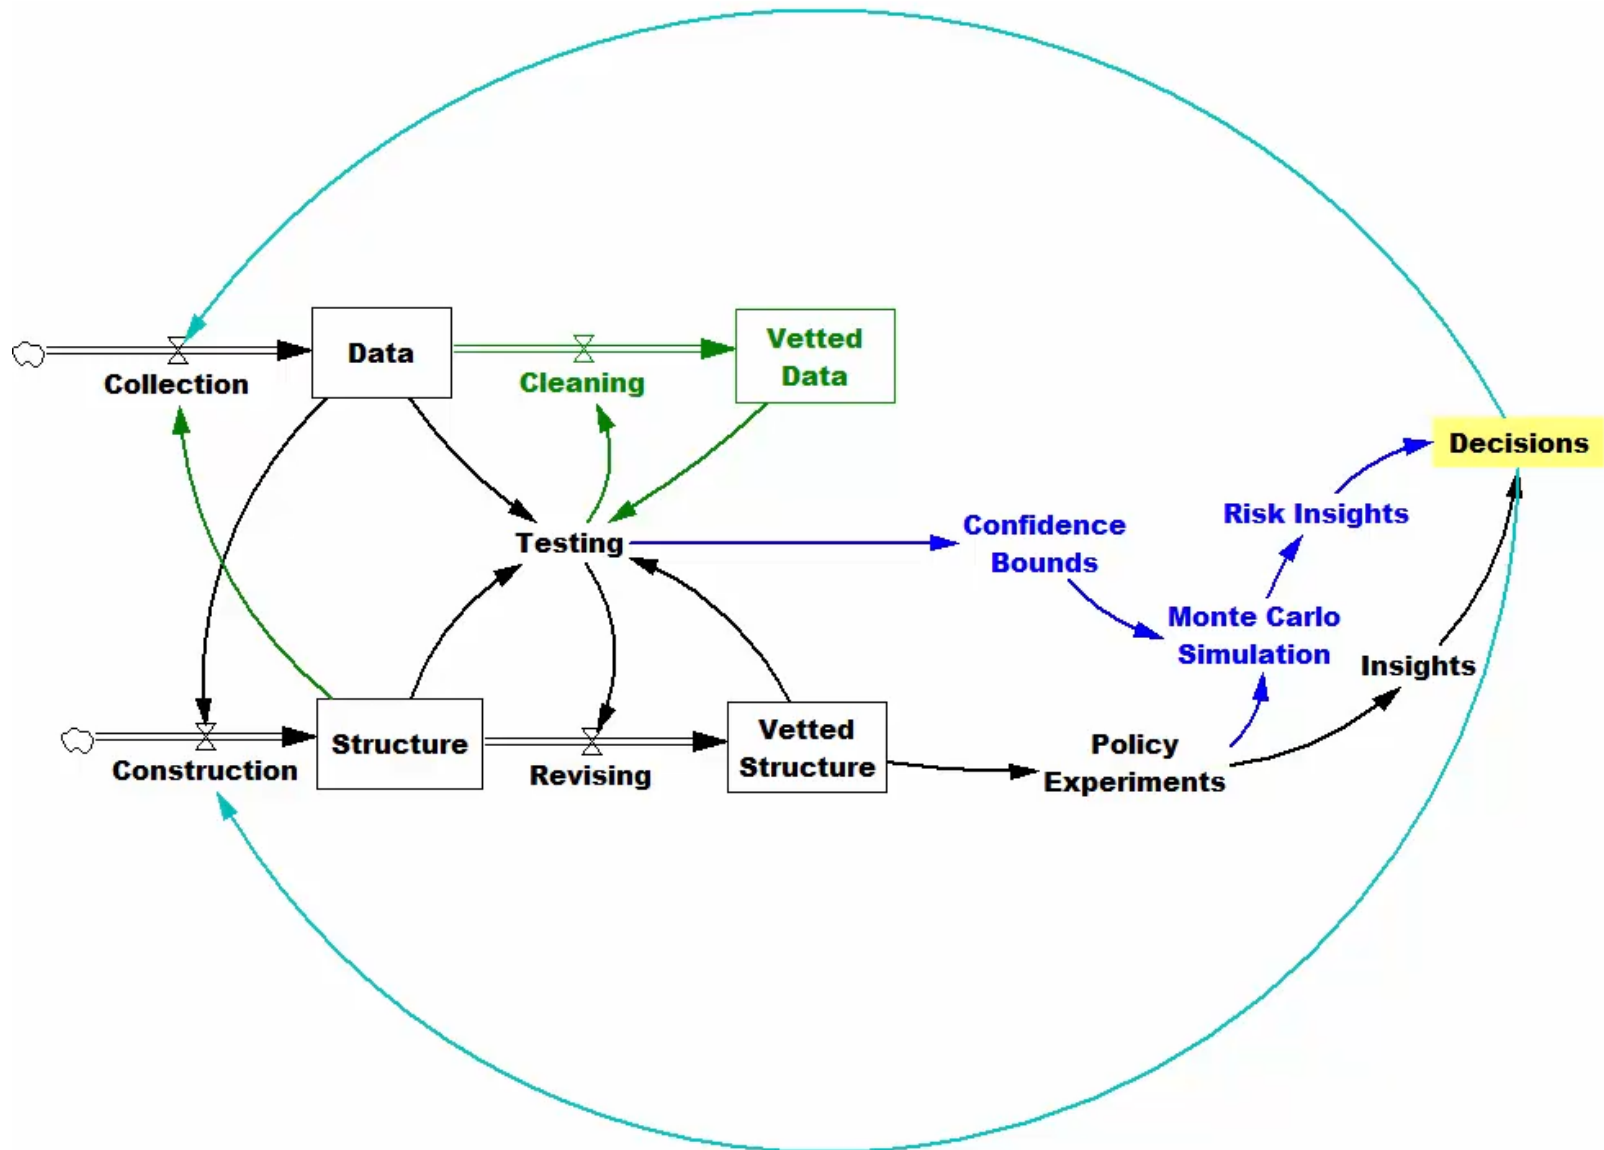 Data
Collection
Cleaning
Vetted
Data
Decisions
Testing
Confidence
Bounds
Risk Insights
Monte Carlo
Simulation
Insights
Construction
Structure
Revising
Vetted
Structure
Policy
Experiments